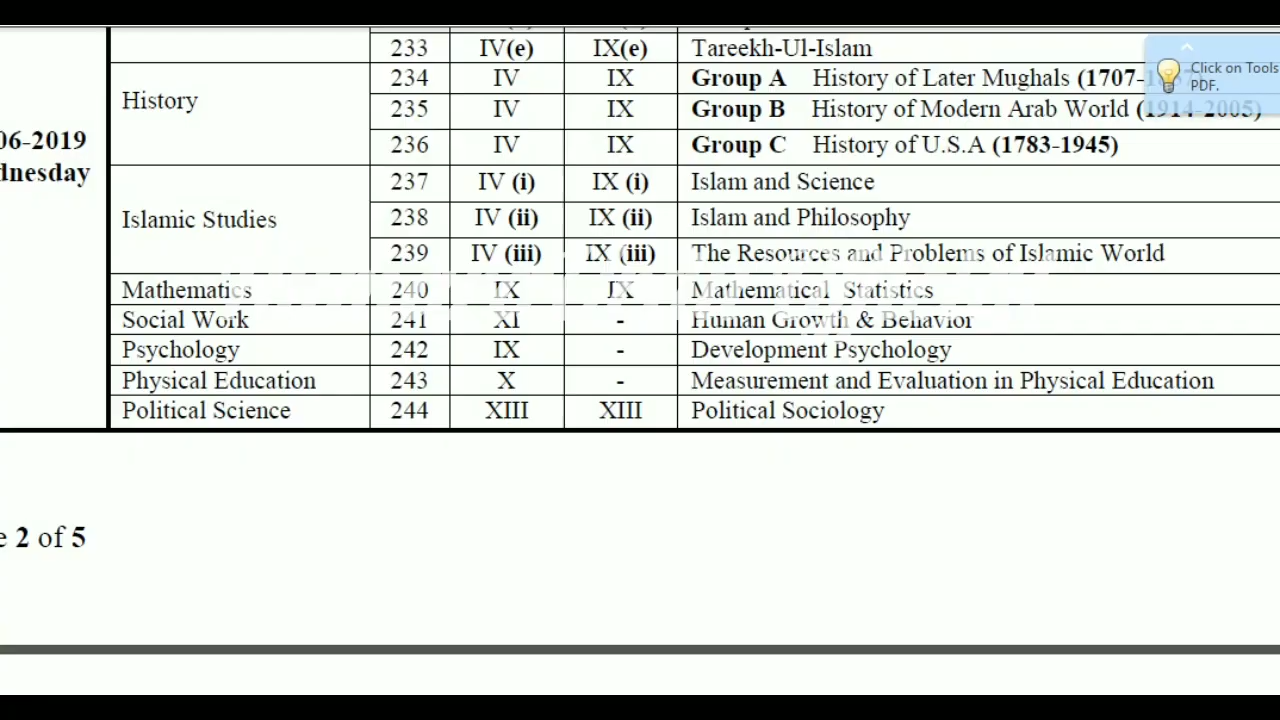 233 IV(e) IX(e) Tareekh-Ul-Islam
History 234 IV IX Group A History of Later Mughals (1707-
235 IV IX Group B History of Modern Arab World (1914-2005)
236 IV IX Group C History of U.S.A (1783-1945)
06-2019
dnesday
Islamic Studies 237 IV (i) IX (i) Islam and Science
238 IV (ii) IX (ii) Islam and Philosophy
239 IV (iii) IX (iii) The Resources and Problems of Islamic World
Mathematics 240 IX IX Mathematical Statistics
Social Work 241 XI - Human Growth & Behavior
Psychology 242 IX - Development Psychology
Physical Education 243 X - Measurement and Evaluation in Physical Education
Political Science 244 XIII XIII Political Sociology
e 2 of 5
Click on Tools
PDF.